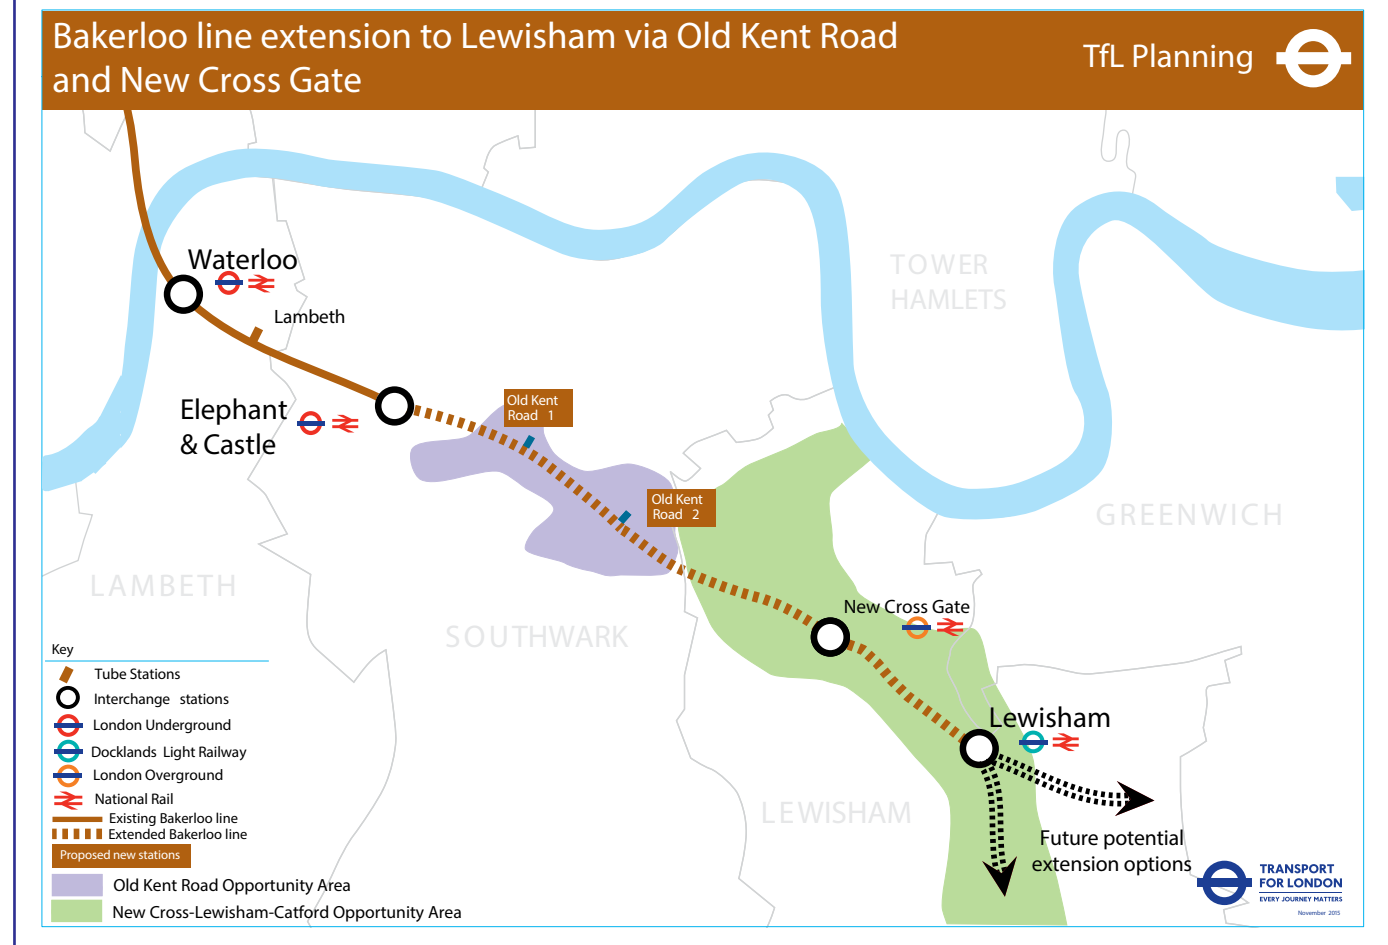 Bakerloo line extension to Lewisham via Old Kent Road
and New Cross Gate
TfL Planning
Waterloo
Lambeth
TOWER
HAMLETS
Elephant
& Castle
Old Kent
Road 1
Old Kent
Road 2
GREENWICH
LAMBETH
SOUTHWARK
New Cross Gate
Lewisham
LEWISHAM
Future potential
extension options
Key
Tube Stations
Interchange stations
London Underground
Docklands Light Railway
London Overground
National Rail
Existing Bakerloo line
Extended Bakerloo line
Proposed new stations
Old Kent Road Opportunity Area
New Cross-Lewisham-Catford Opportunity Area
TRANSPORT
FOR LONDON
EVERY JOURNEY MATTERS
November 2015